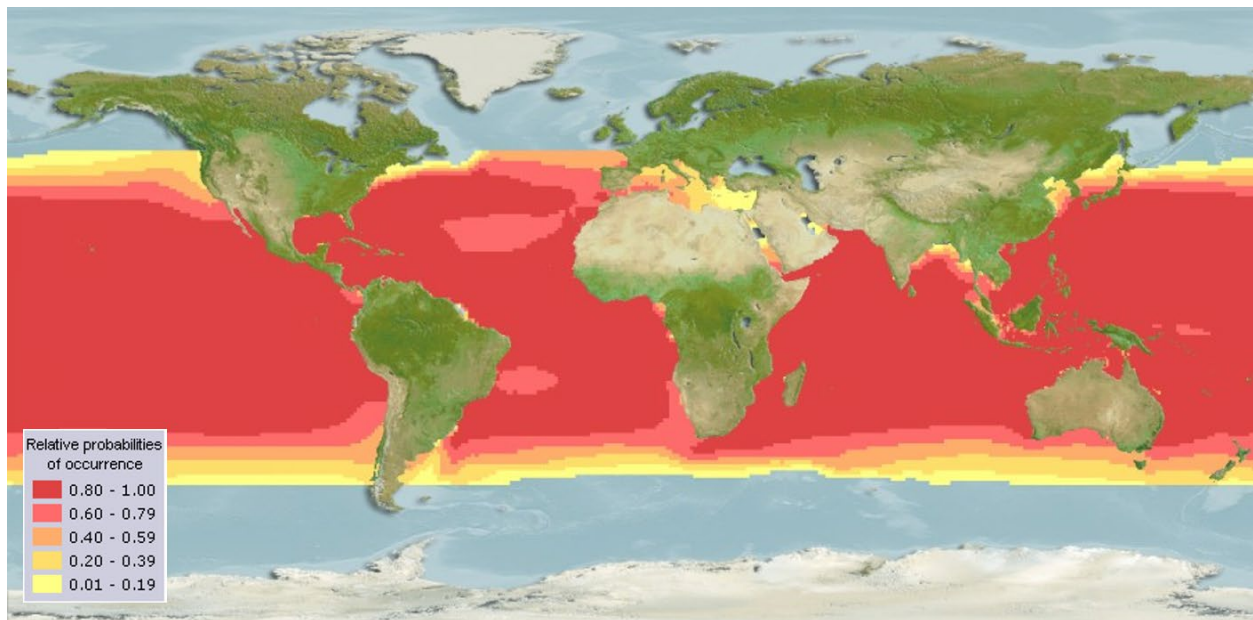 Relative probabilities
of occurrence
0.80 - 1.00
0.60 - 0.79
0.40 - 0.59
0.20 - 0.39
0.01 - 0.19